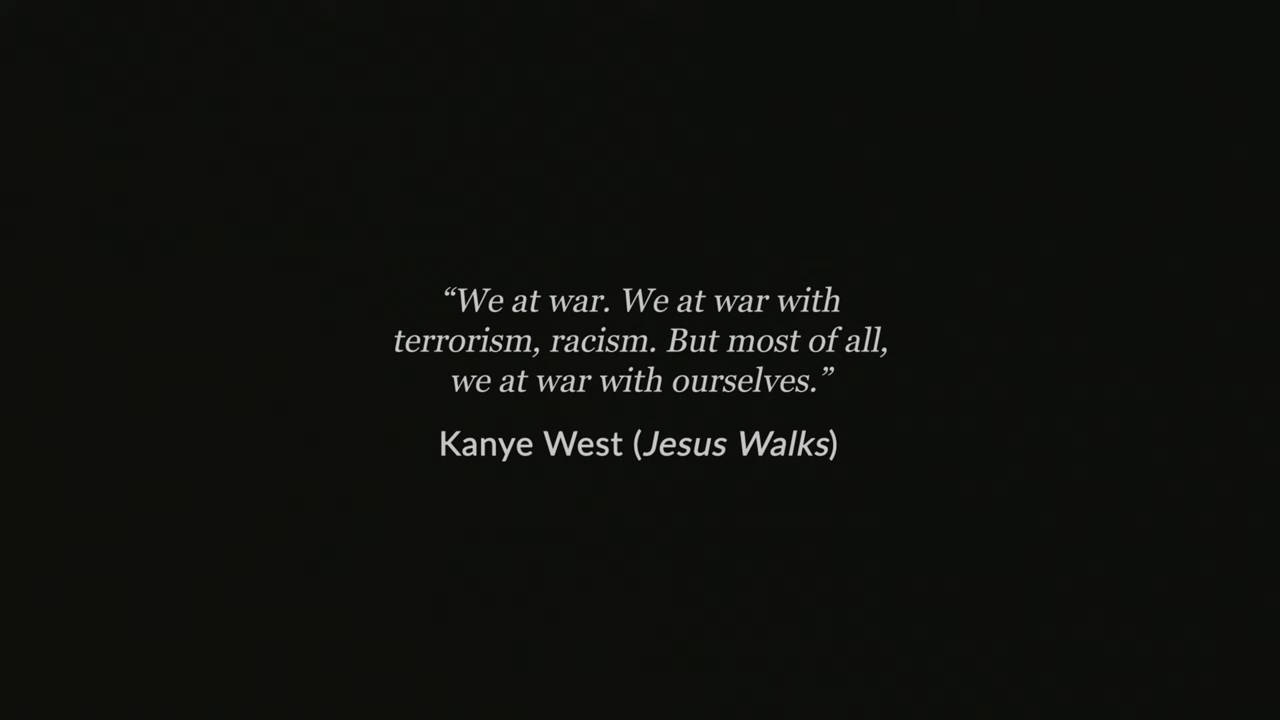 “We at war. We at war with
terrorism, racism. But most of all,
we at war with ourselves.”
Kanye West (Jesus Walks)